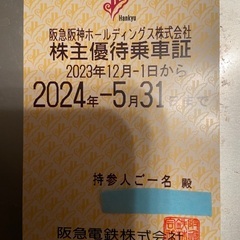 Hankyu
阪急阪神ホールディングス株式会社
株主優待乗車証
2023年12月-1日から
2024年-5月31日まで
持参人ご一名 殿
阪急電鉄株式会社